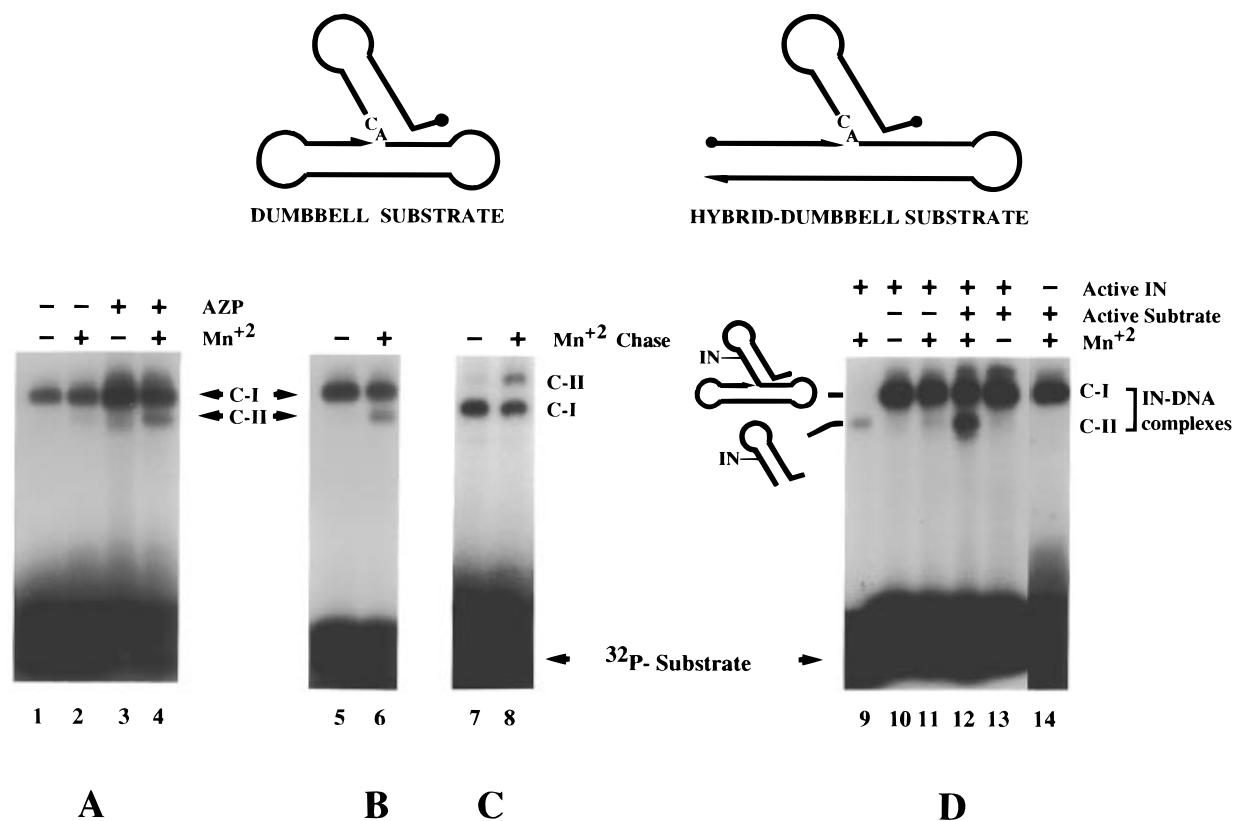 C
A
DUMBBELL SUBSTRATE
C
A
HYBRID-DUMBBELL SUBSTRATE
– – + + AZP
– + – + Mn+2
– +
– + Mn+2 Chase
+ + + + + – Active IN
– – + + + Active Subtrate
+ – + + – + Mn+2
C-I
C-II
C-II
C-I
IN
IN
C-I
C-II
IN-DNA
complexes
32P- Substrate
1 2 3 4
5 6
7 8
9 10 11 12 13 14
A
B
C
D